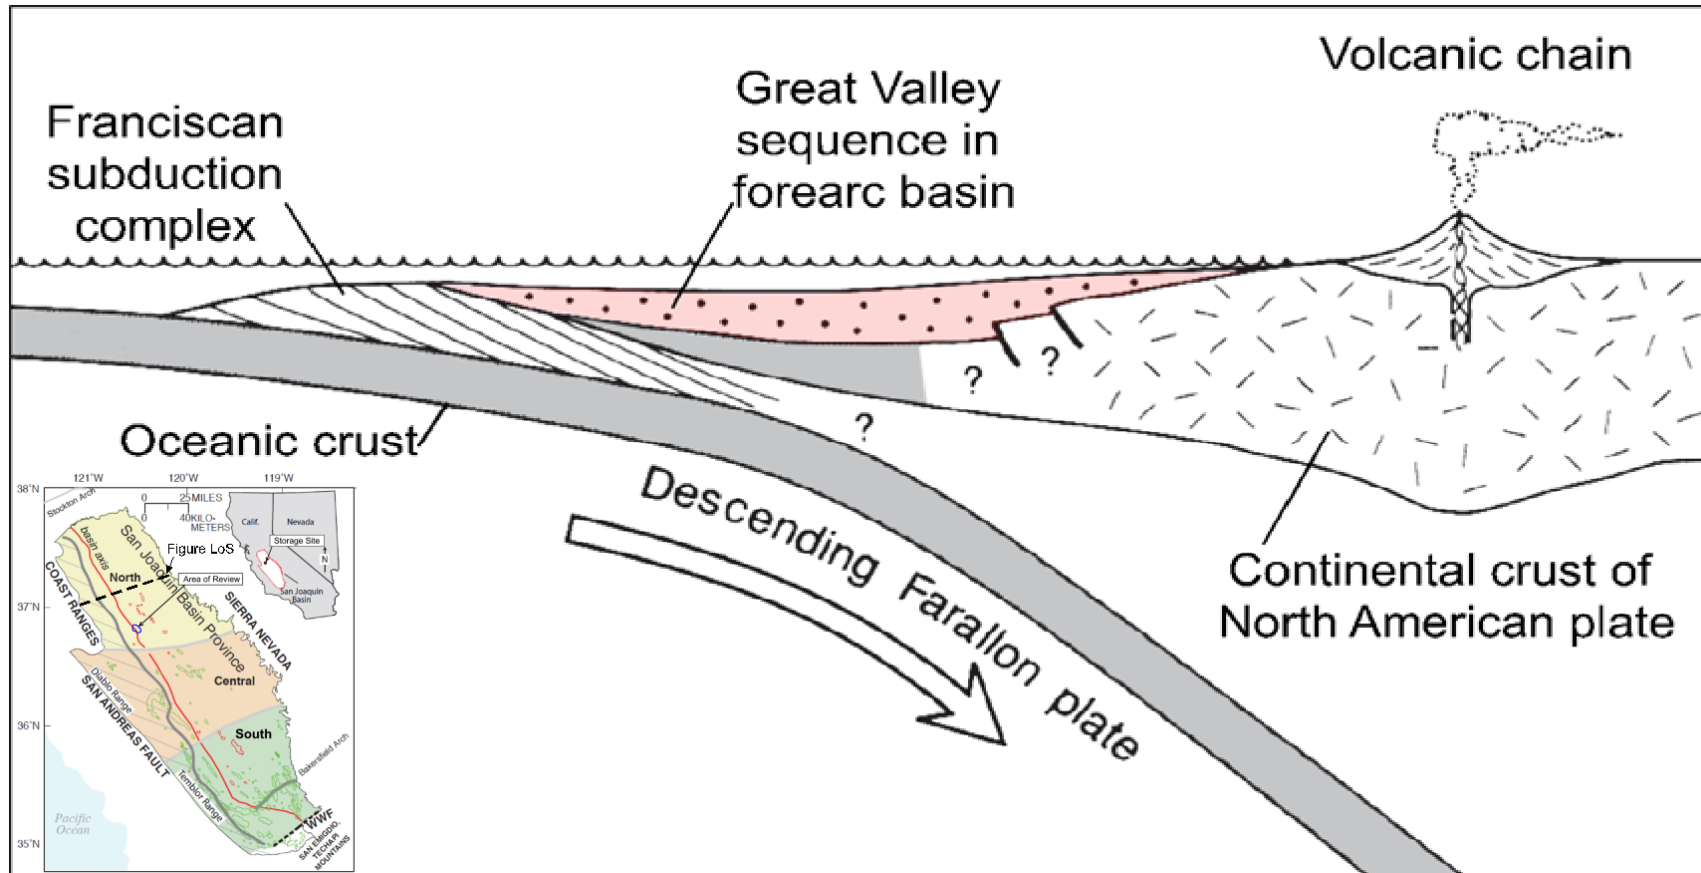 Volcanic chain
Great Valley
sequence in
forearc basin
Franciscan
subduction
complex
?
?
?
Oceanic crust
Descending Farallon plate
Continental crust of
North American plate
121°W
120°W
119°W
38°N
37°N
36°N
35°N
0
25 MILES
0
40 KILO-
METERS
Stockton Arch
Calif.
Nevada
Storage Site
N
San Joaquin
Basin
basin axis
San Joaquin Basin Province
Figure LoS
North
Area of Review
COAST RANGES
SIERRA NEVADA
Central
Diablo Range
SAN ANDREAS FAULT
South
Bakersfield Arch
Temblor Range
WWF
Pacific
Ocean
SAN EMIGDIO,
TECHAPI
MOUNTAINS